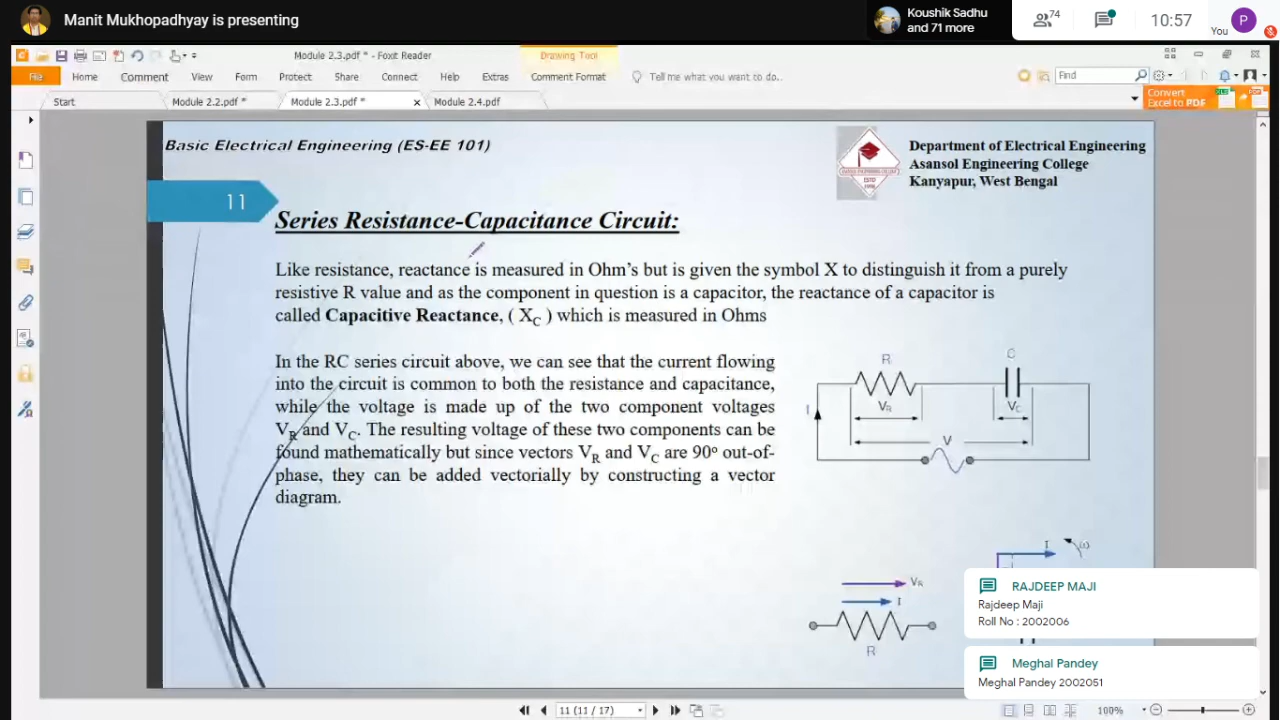 Manit Mukhopadhyay is presenting
Koushik Sadhu
and 71 more
74
10:57
You
P
Module 2.3.pdf * - Foxit Reader
Drawing Tool
File
Home
Comment
View
Form
Protect
Share
Connect
Help
Extras
Comment Format
Tell me what you want to do..
Find
Start
Module 2.2.pdf *
Module 2.3.pdf *
Module 2.4.pdf
Convert
Excel to PDF
Basic Electrical Engineering (ES-EE 101)
Department of Electrical Engineering
Asansol Engineering College
Kanyapur, West Bengal
11
Series Resistance-Capacitance Circuit:
Like resistance, reactance is measured in Ohm’s but is given the symbol X to distinguish it from a purely
resistive R value and as the component in question is a capacitor, the reactance of a capacitor is
called Capacitive Reactance, ( XC ) which is measured in Ohms
In the RC series circuit above, we can see that the current flowing
into the circuit is common to both the resistance and capacitance,
while the voltage is made up of the two component voltages
VR and VC. The resulting voltage of these two components can be
found mathematically but since vectors VR and VC are 90º out-of-
phase, they can be added vectorially by constructing a vector
diagram.
R
C
VR
VC
I
V
I
ω
VR
I
R
RAJDEEP MAJI
Rajdeep Maji
Roll No : 2002006
Meghal Pandey
Meghal Pandey 2002051
11 (11 / 17)
100%